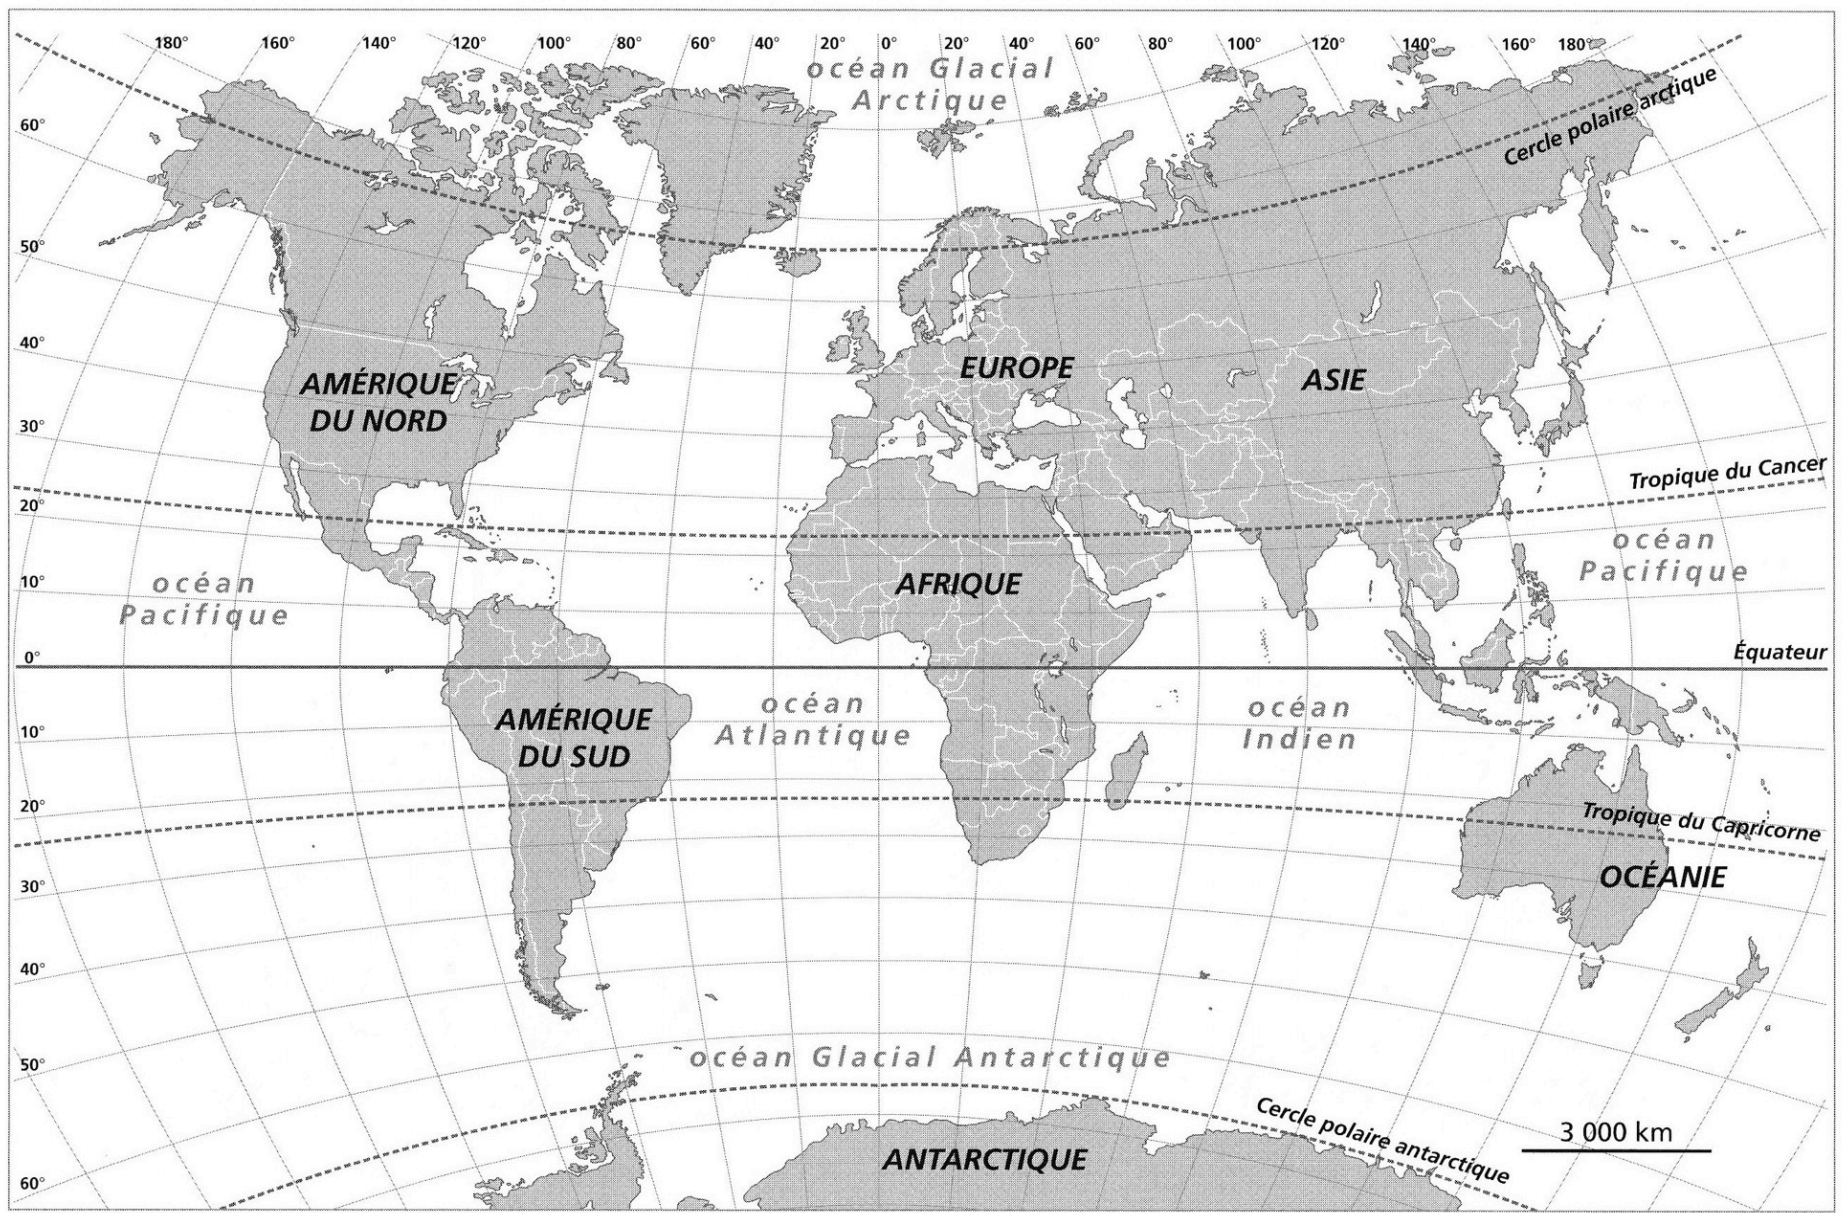 180° 160° 140° 120° 100° 80° 60° 40° 20° 0° 20° 40° 60° 80° 100° 120° 140° 160° 180°
océan Glacial
Arctique
Cercle polaire arctique
60°
50°
40°
EUROPE
ASIE
AMÉRIQUE
DU NORD
30°
Tropique du Cancer
20°
océan
Pacifique
10°
océan
Pacifique
AFRIQUE
0°
Équateur
AMÉRIQUE
DU SUD
océan
Atlantique
océan
Indien
10°
20°
Tropique du Capricorne
OCÉANIE
30°
40°
50°
océan Glacial Antarctique
Cercle polaire antarctique
3 000 km
ANTARCTIQUE
60°